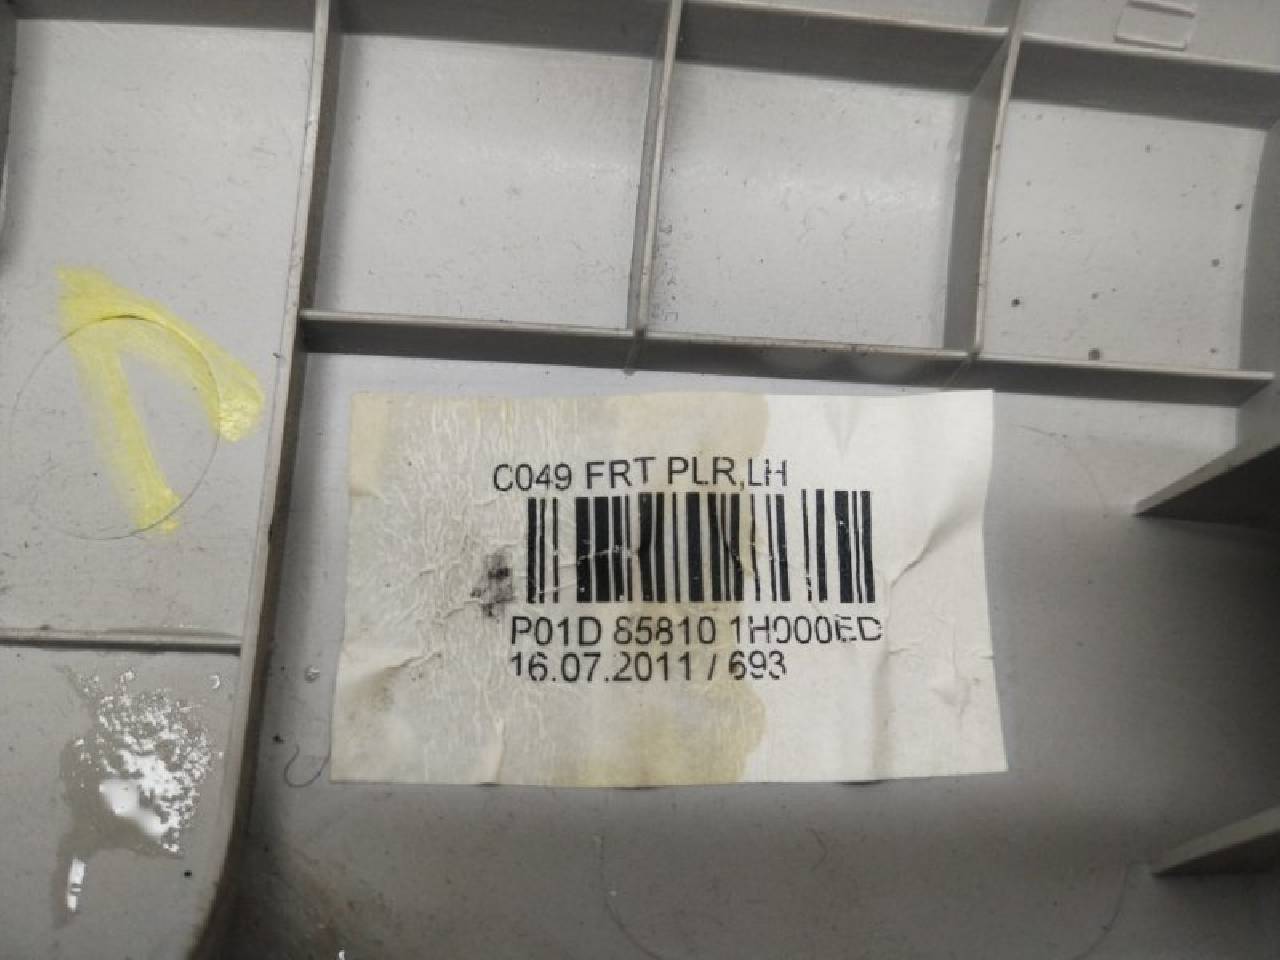 C049 FRT PLR,LH
P01D 85810 1H000ED
16.07.2011 / 693